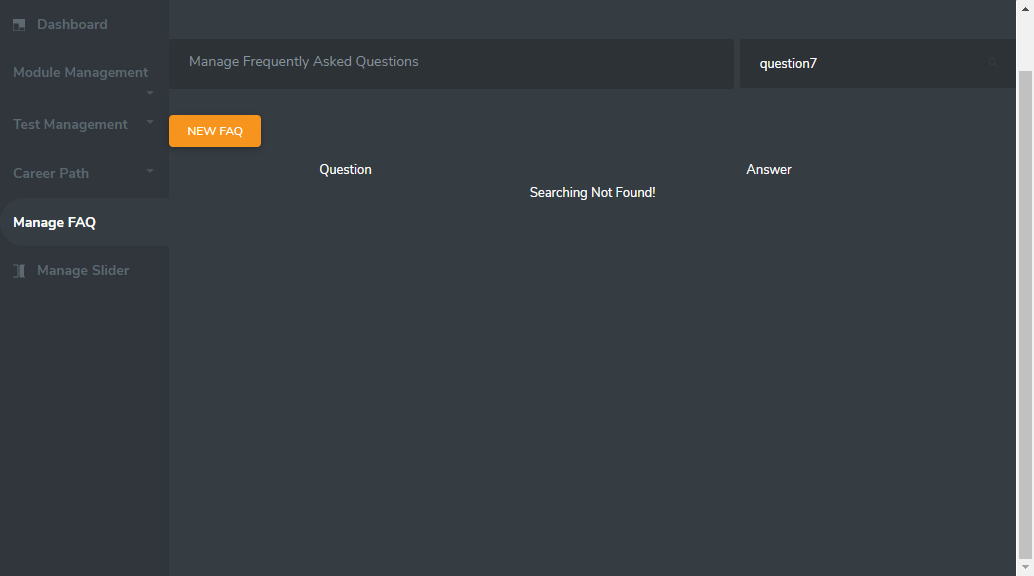 Dashboard
Module Management
Test Management
Career Path
Manage FAQ
Manage Slider
Manage Frequently Asked Questions
question7
NEW FAQ
Question Answer
Searching Not Found!